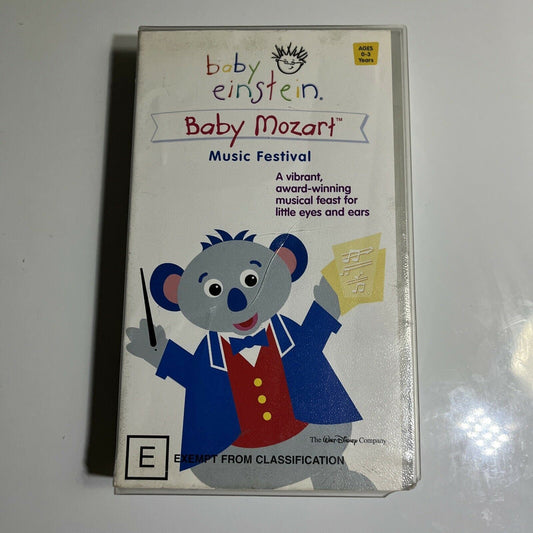 AGES
0-3
Years
baby
einstein.
Baby Mozart™
Music Festival
A vibrant,
award-winning
musical feast for
little eyes and ears
The Walt Disney Company
E EXEMPT FROM CLASSIFICATION